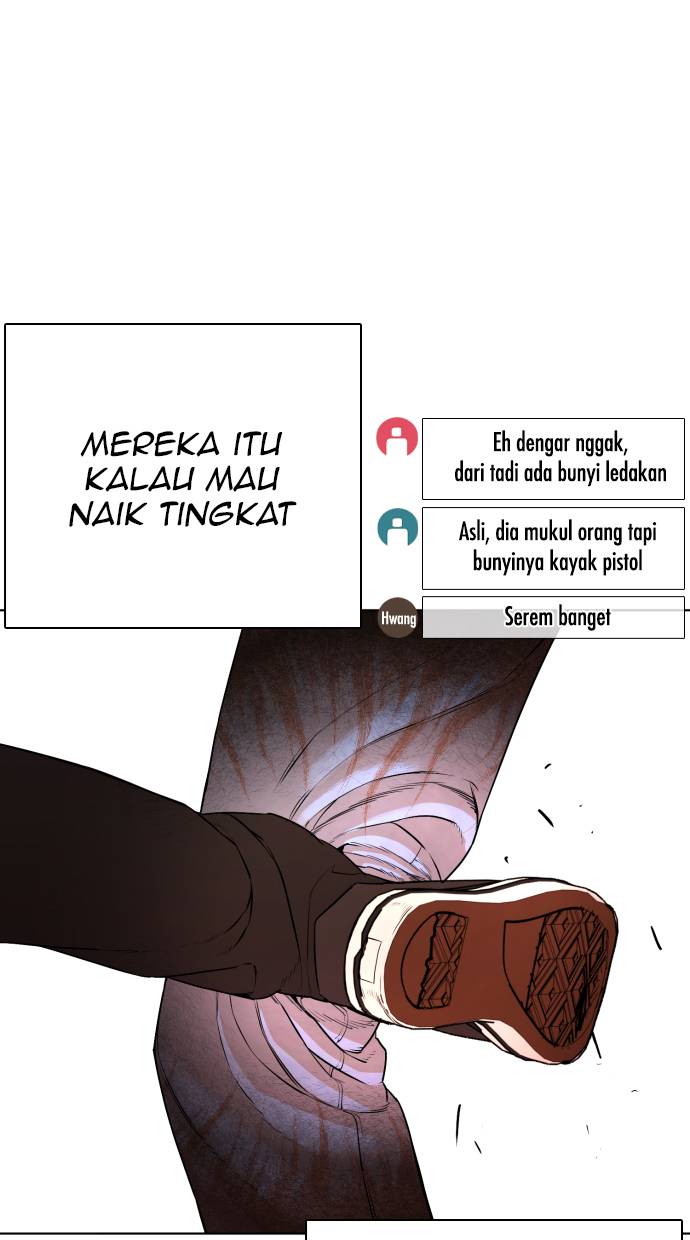 MEREKA ITU
KALAU MAU
NAIK TINGKAT
Eh dengar nggak,
dari tadi ada bunyi ledakan
Asli, dia mukul orang tapi
bunyinya kayak pistol
Hwang
Serem banget